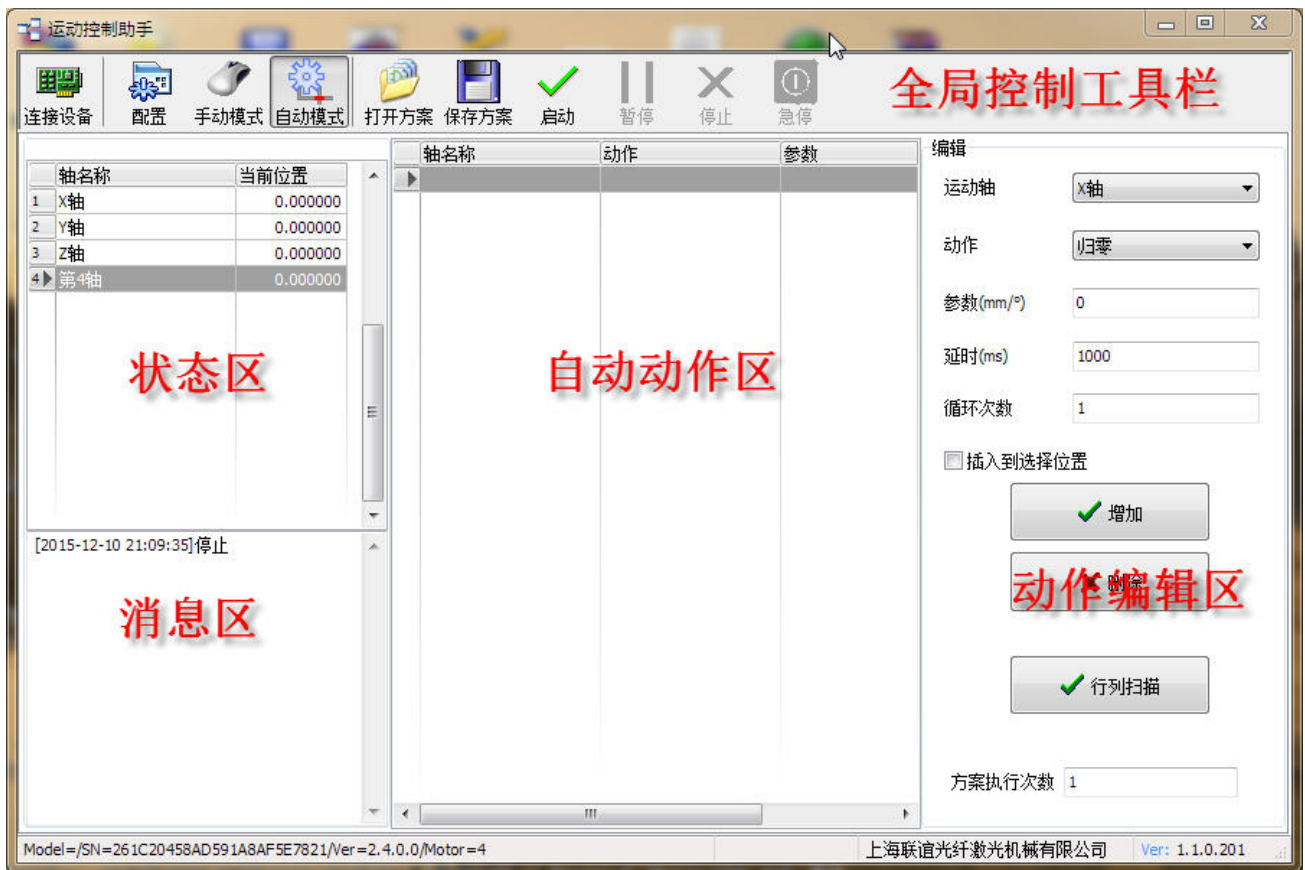 运动控制助手
连接设备 配置 手动模式 自动模式 打开方案 保存方案 启动 暂停 停止 急停
全局控制工具栏
轴名称 当前位置
1 X轴 0.000000
2 Y轴 0.000000
3 Z轴 0.000000
4 第4轴 0.000000
状态区
[2015-12-10 21:09:35]停止
消息区
轴名称 动作 参数
自动动作区
编辑
运动轴 X轴
动作 归零
参数(mm/°) 0
延时(ms) 1000
循环次数 1
插入到选择位置
增加
删除
动作编辑区
行列扫描
方案执行次数 1
Model=/SN=261C20458AD591A8AF5E7821/Ver=2.4.0.0/Motor=4 上海联谊光纤激光机械有限公司 Ver: 1.1.0.201